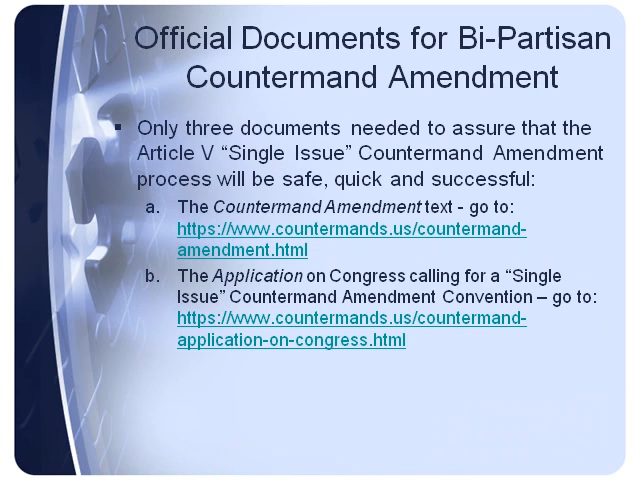 Official Documents for Bi-Partisan
Countermand Amendment
▪ Only three documents needed to assure that the
Article V “Single Issue” Countermand Amendment
process will be safe, quick and successful:
a. The Countermand Amendment text - go to:
https://www.countermands.us/countermand-
amendment.html
b. The Application on Congress calling for a “Single
Issue” Countermand Amendment Convention – go to:
https://www.countermands.us/countermand-
application-on-congress.html